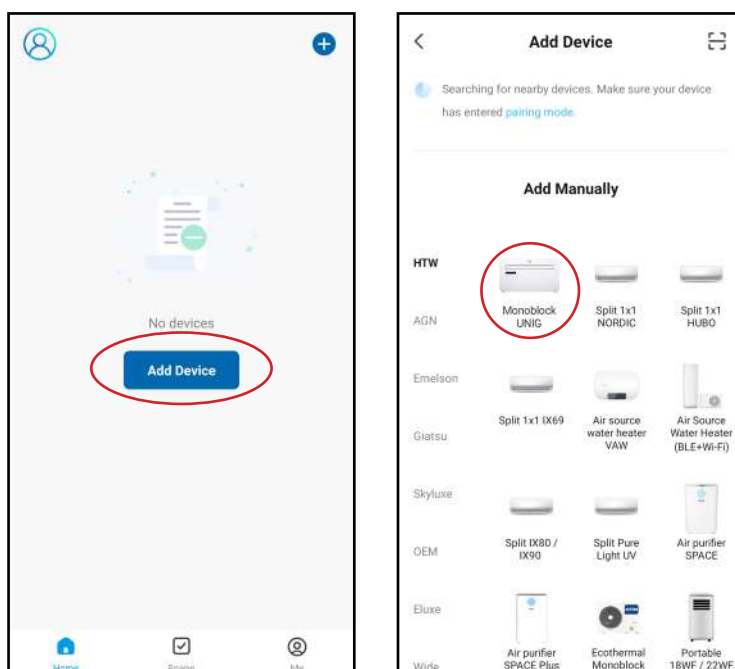 No devices
Add Device
Home
Scene
Me
Add Device
Searching for nearby devices. Make sure your device
has entered pairing mode.
Add Manually
HTW
AGN
Emelson
Giatsu
Skyluxe
OEM
Eluxe
Wide
Monoblock
UNIG
Split 1x1
NORDIC
Split 1x1
HUBO
Split 1x1 IX69
Air source
water heater
VAW
Air Source
Water Heater
(BLE+Wi-Fi)
Split IX80 /
IX90
Split Pure
Light UV
Air purifier
SPACE
Air purifier
SPACE Plus
Ecothermal
Monoblock
Portable
18WF / 22WF